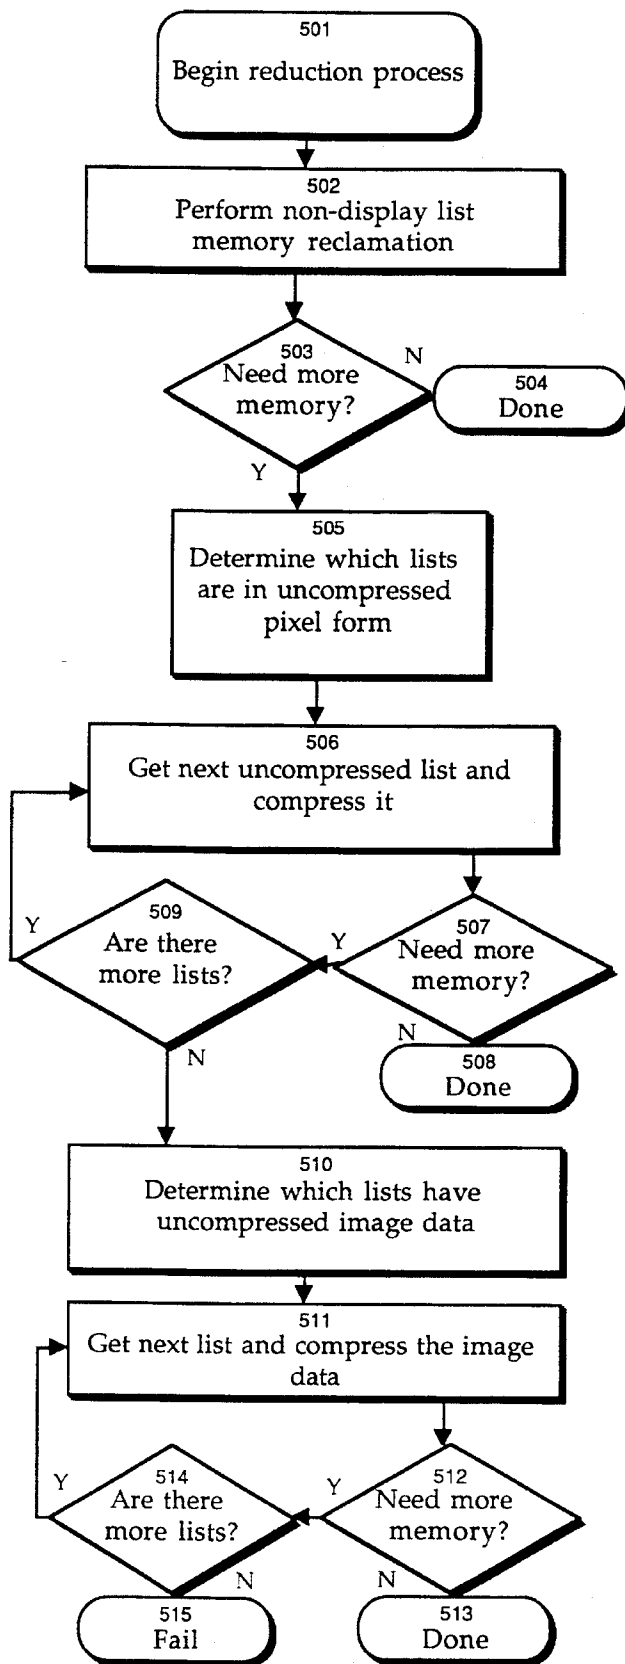 501
Begin reduction process
502
Perform non-display list
memory reclamation
503
Need more
memory?
N
504
Done
Y
505
Determine which lists
are in uncompressed
pixel form
506
Get next uncompressed list and
compress it
Y
509
Are there
more lists?
Y
507
Need more
memory?
N
N
508
Done
510
Determine which lists have
uncompressed image data
511
Get next list and compress the image
data
Y
514
Are there
more lists?
Y
512
Need more
memory?
N
N
515
Fail
513
Done